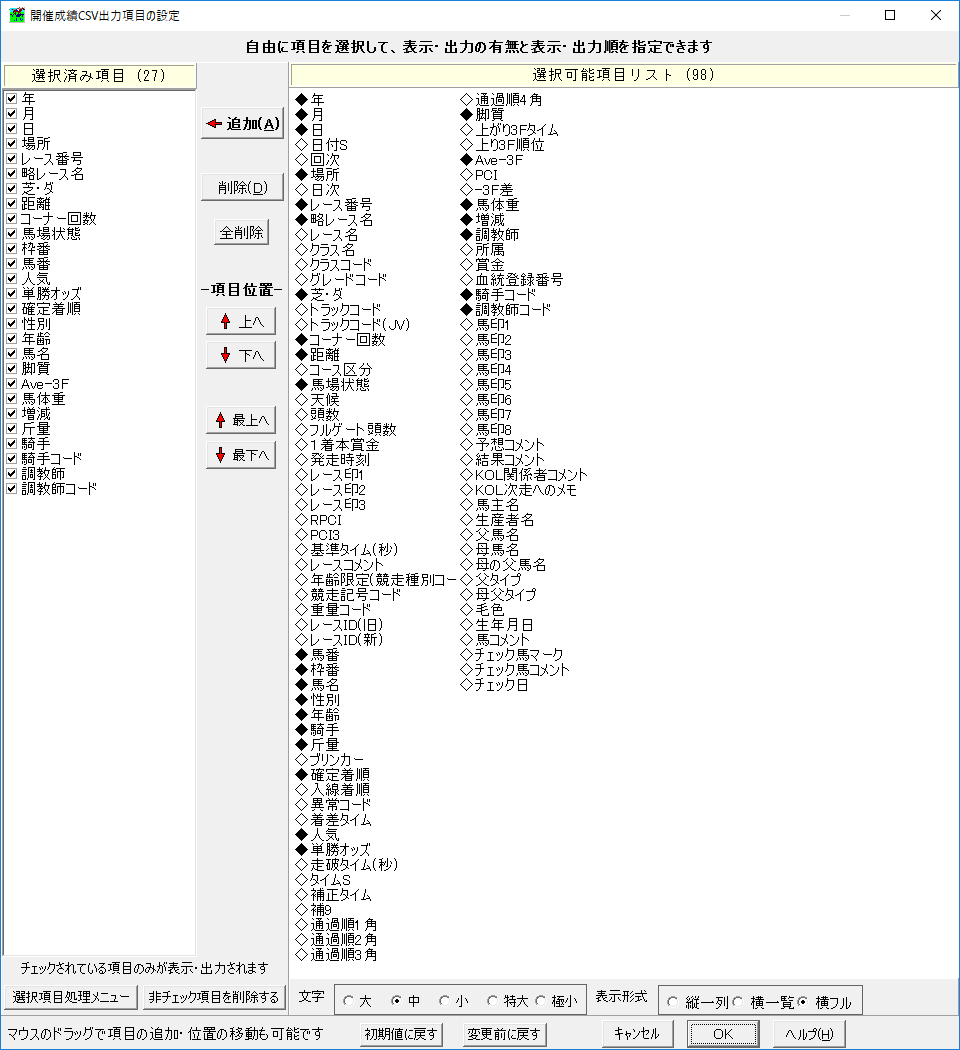 開催成績CSV出力項目の設定
自由に項目を選択して、表示・出力の有無と表示・出力順を指定できます
選択済み項目 (27)
年
月
日
場所
レース番号
略レース名
芝・ダ
距離
コーナー回数
馬場状態
枠番
馬番
人気
単勝オッズ
確定着順
性別
年齢
馬名
脚質
Ave-3F
馬体重
増減
斤量
騎手
騎手コード
調教師
調教師コード
チェックされている項目のみが表示・出力されます
選択項目処理メニュー
非チェック項目を削除する
追加(A)
削除(D)
全削除
-項目位置-
上へ
下へ
最上へ
最下へ
選択可能項目リスト (98)
◆年
◆月
◆日
◇日付S
◇回次
◆場所
◇日次
◆レース番号
◆略レース名
◇レース名
◇クラス名
◇クラスコード
◇グレードコード
◆芝・ダ
◇トラックコード
◇トラックコード(JV)
◆コーナー回数
◆距離
◇コース区分
◆馬場状態
◇天候
◇頭数
◇フルゲート頭数
◇1着本賞金
◇発走時刻
◇レース印1
◇レース印2
◇レース印3
◇RPCI
◇PCI3
◇基準タイム(秒)
◇レースコメント
◇年齢限定(競走種別コー
◇競走記号コード
◇重量コード
◇レースID(旧)
◇レースID(新)
◆馬番
◆枠番
◆馬名
◆性別
◆年齢
◆騎手
◆斤量
◇ブリンカー
◆確定着順
◇入線着順
◇異常コード
◇着差タイム
◆人気
◆単勝オッズ
◇走破タイム(秒)
◇タイムS
◇補正タイム
◇補9
◇通過順1角
◇通過順2角
◇通過順3角
◇通過順4角
◆脚質
◇上がり3Fタイム
◇上り3F順位
◆Ave-3F
◇PCI
◇-3F差
◆馬体重
◆増減
◆調教師
◇所属
◇賞金
◇血統登録番号
◆騎手コード
◆調教師コード
◇馬印1
◇馬印2
◇馬印3
◇馬印4
◇馬印5
◇馬印6
◇馬印7
◇馬印8
◇予想コメント
◇結果コメント
◇KOL関係者コメント
◇KOL次走へのメモ
◇馬主名
◇生産者名
◇父馬名
◇母馬名
◇母の父馬名
◇父タイプ
◇母父タイプ
◇毛色
◇生年月日
◇馬コメント
◇チェック馬マーク
◇チェック馬コメント
◇チェック日
文字 大 中 小 特大 極小 表示形式 縦一列 横一覧 横フル
マウスのドラッグで項目の追加・位置の移動も可能です 初期値に戻す 変更前に戻す キャンセル OK ヘルプ(H)